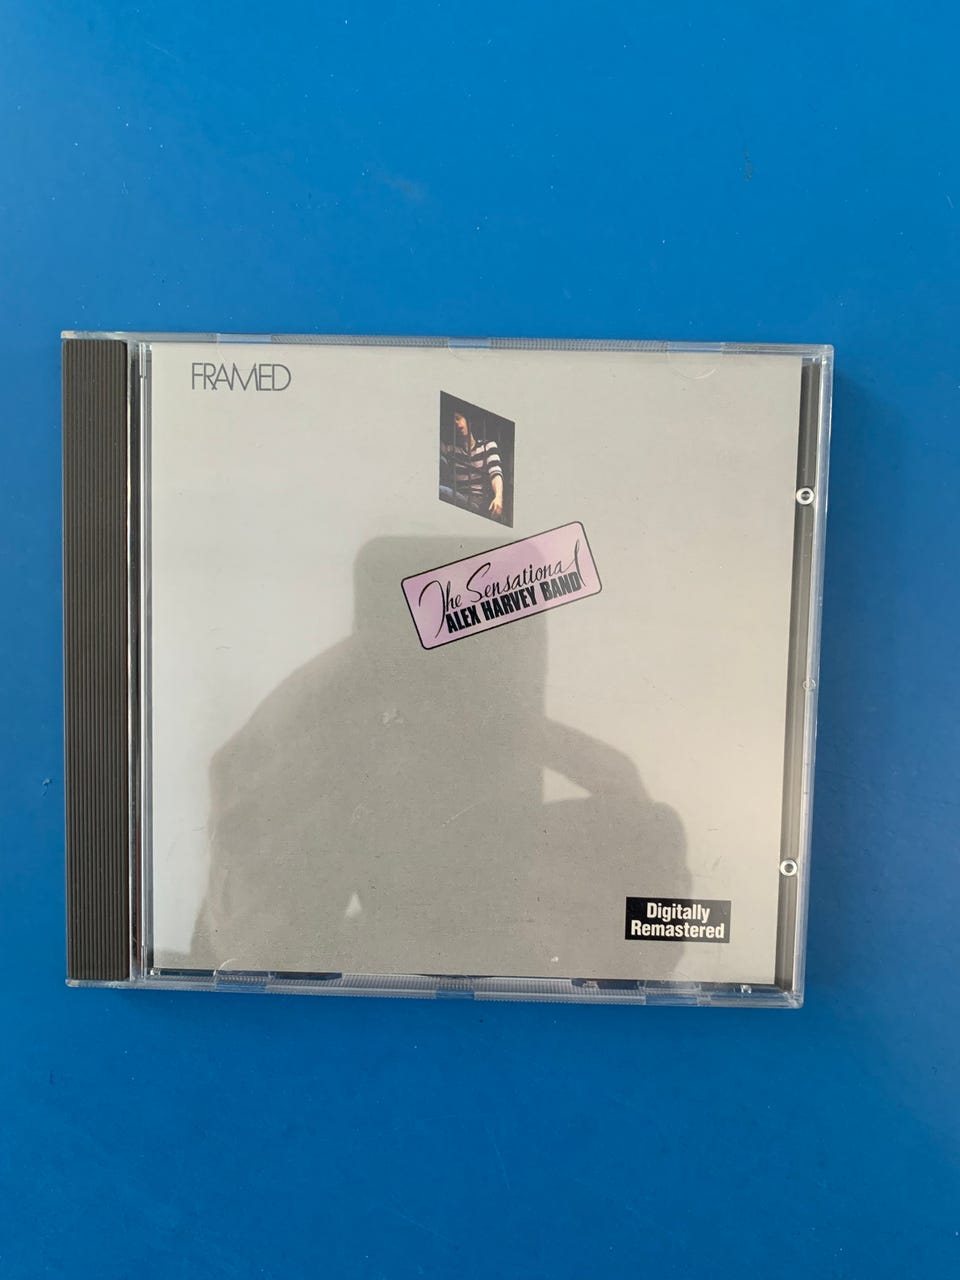 FRAMED
The Sensational
ALEX HARVEY BAND
Digitally
Remastered